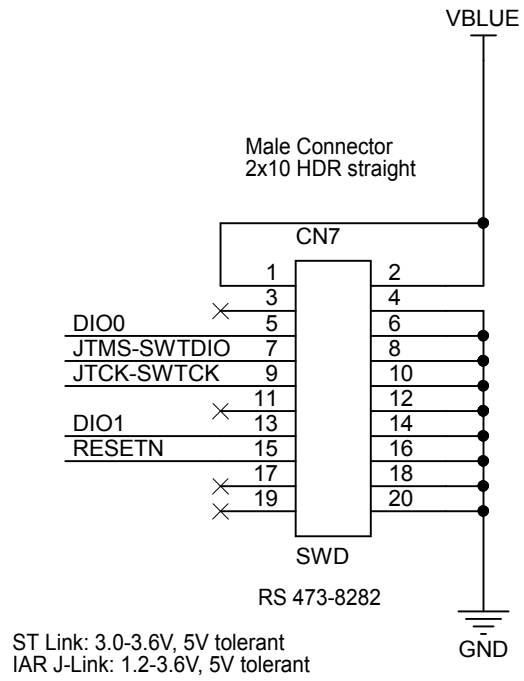 VBLUE
Male Connector
2x10 HDR straight
CN7
1 2
3 4
DIO0 5 6
JTMS-SWTDIO 7 8
JTCK-SWTCK 9 10
11 12
DIO1 13 14
RESETN 15 16
17 18
19 20
SWD
RS 473-8282
GND
ST Link: 3.0-3.6V, 5V tolerant
IAR J-Link: 1.2-3.6V, 5V tolerant